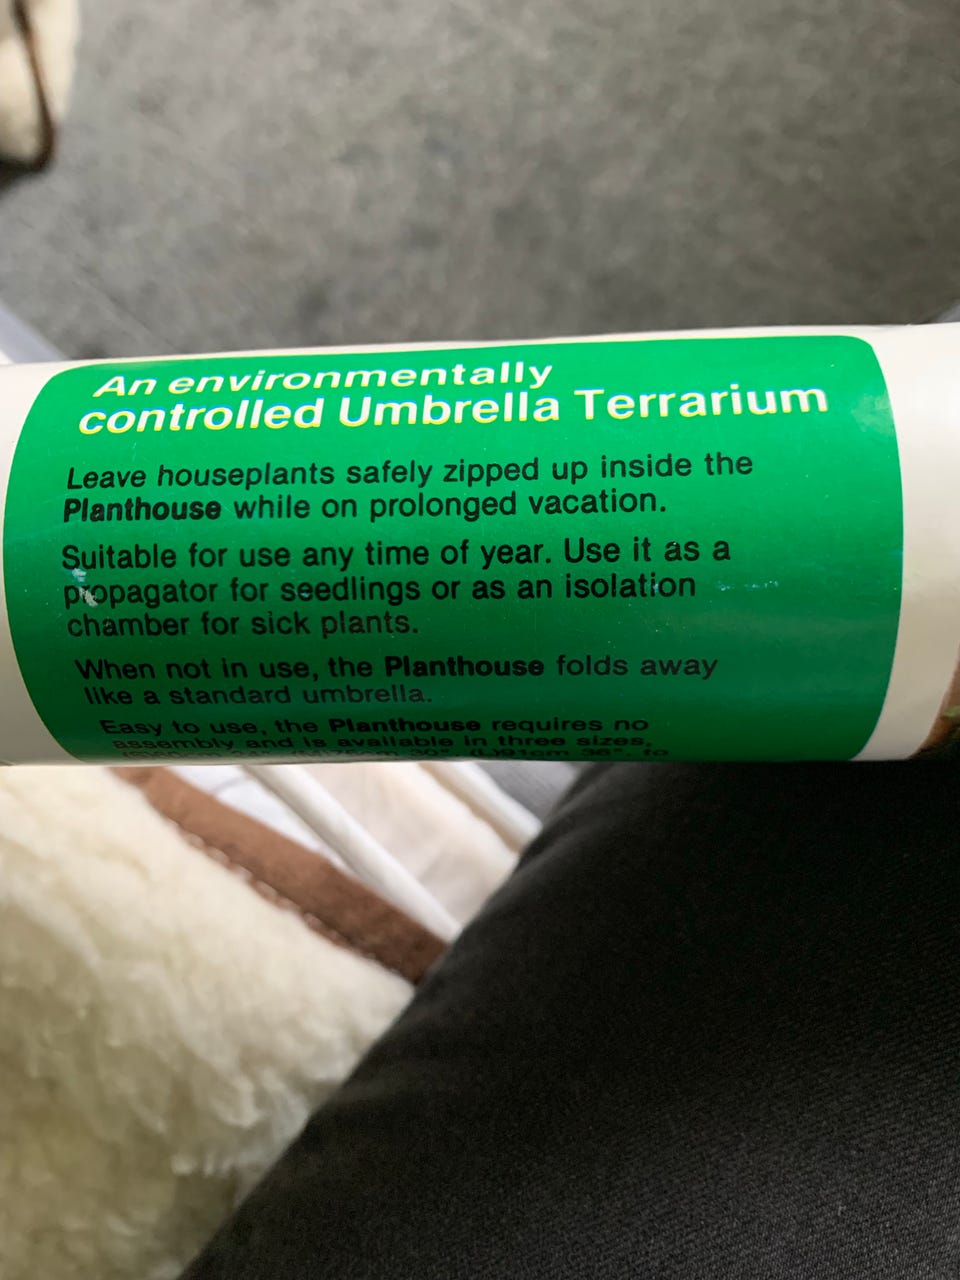 An environmentally
controlled Umbrella Terrarium
Leave houseplants safely zipped up inside the
Planthouse while on prolonged vacation.
Suitable for use any time of year. Use it as a
propagator for seedlings or as an isolation
chamber for sick plants.
When not in use, the Planthouse folds away
like a standard umbrella.
Easy to use, the Planthouse requires no
assembly and is available in three sizes,